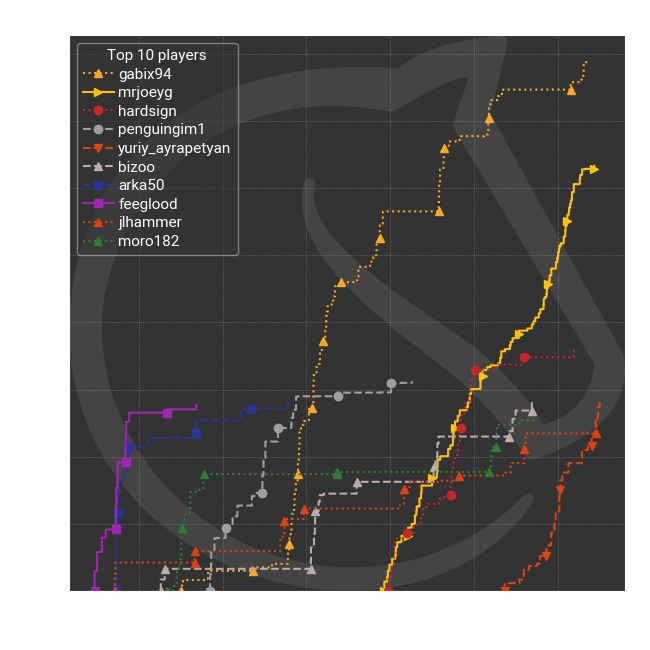 Top 10 players
gabix94
mrjoeyg
hardsign
penguingim1
yuriy_ayrapetyan
bizoo
arka50
feeglood
jlhammer
moro182